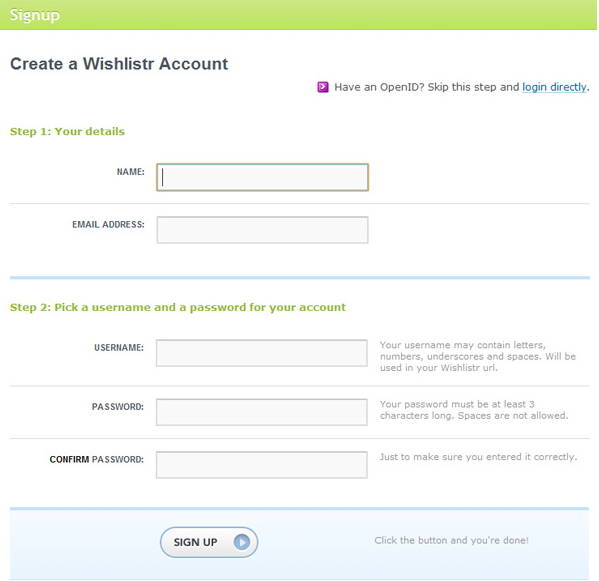 Signup
Create a Wishlistr Account
Have an OpenID? Skip this step and login directly.
Step 1: Your details
NAME:
EMAIL ADDRESS:
Step 2: Pick a username and a password for your account
USERNAME:
Your username may contain letters,
numbers, underscores and spaces. Will be
used in your Wishlistr url.
PASSWORD:
Your password must be at least 3
characters long. Spaces are not allowed.
CONFIRM PASSWORD:
Just to make sure you entered it correctly.
SIGN UP
Click the button and you're done!